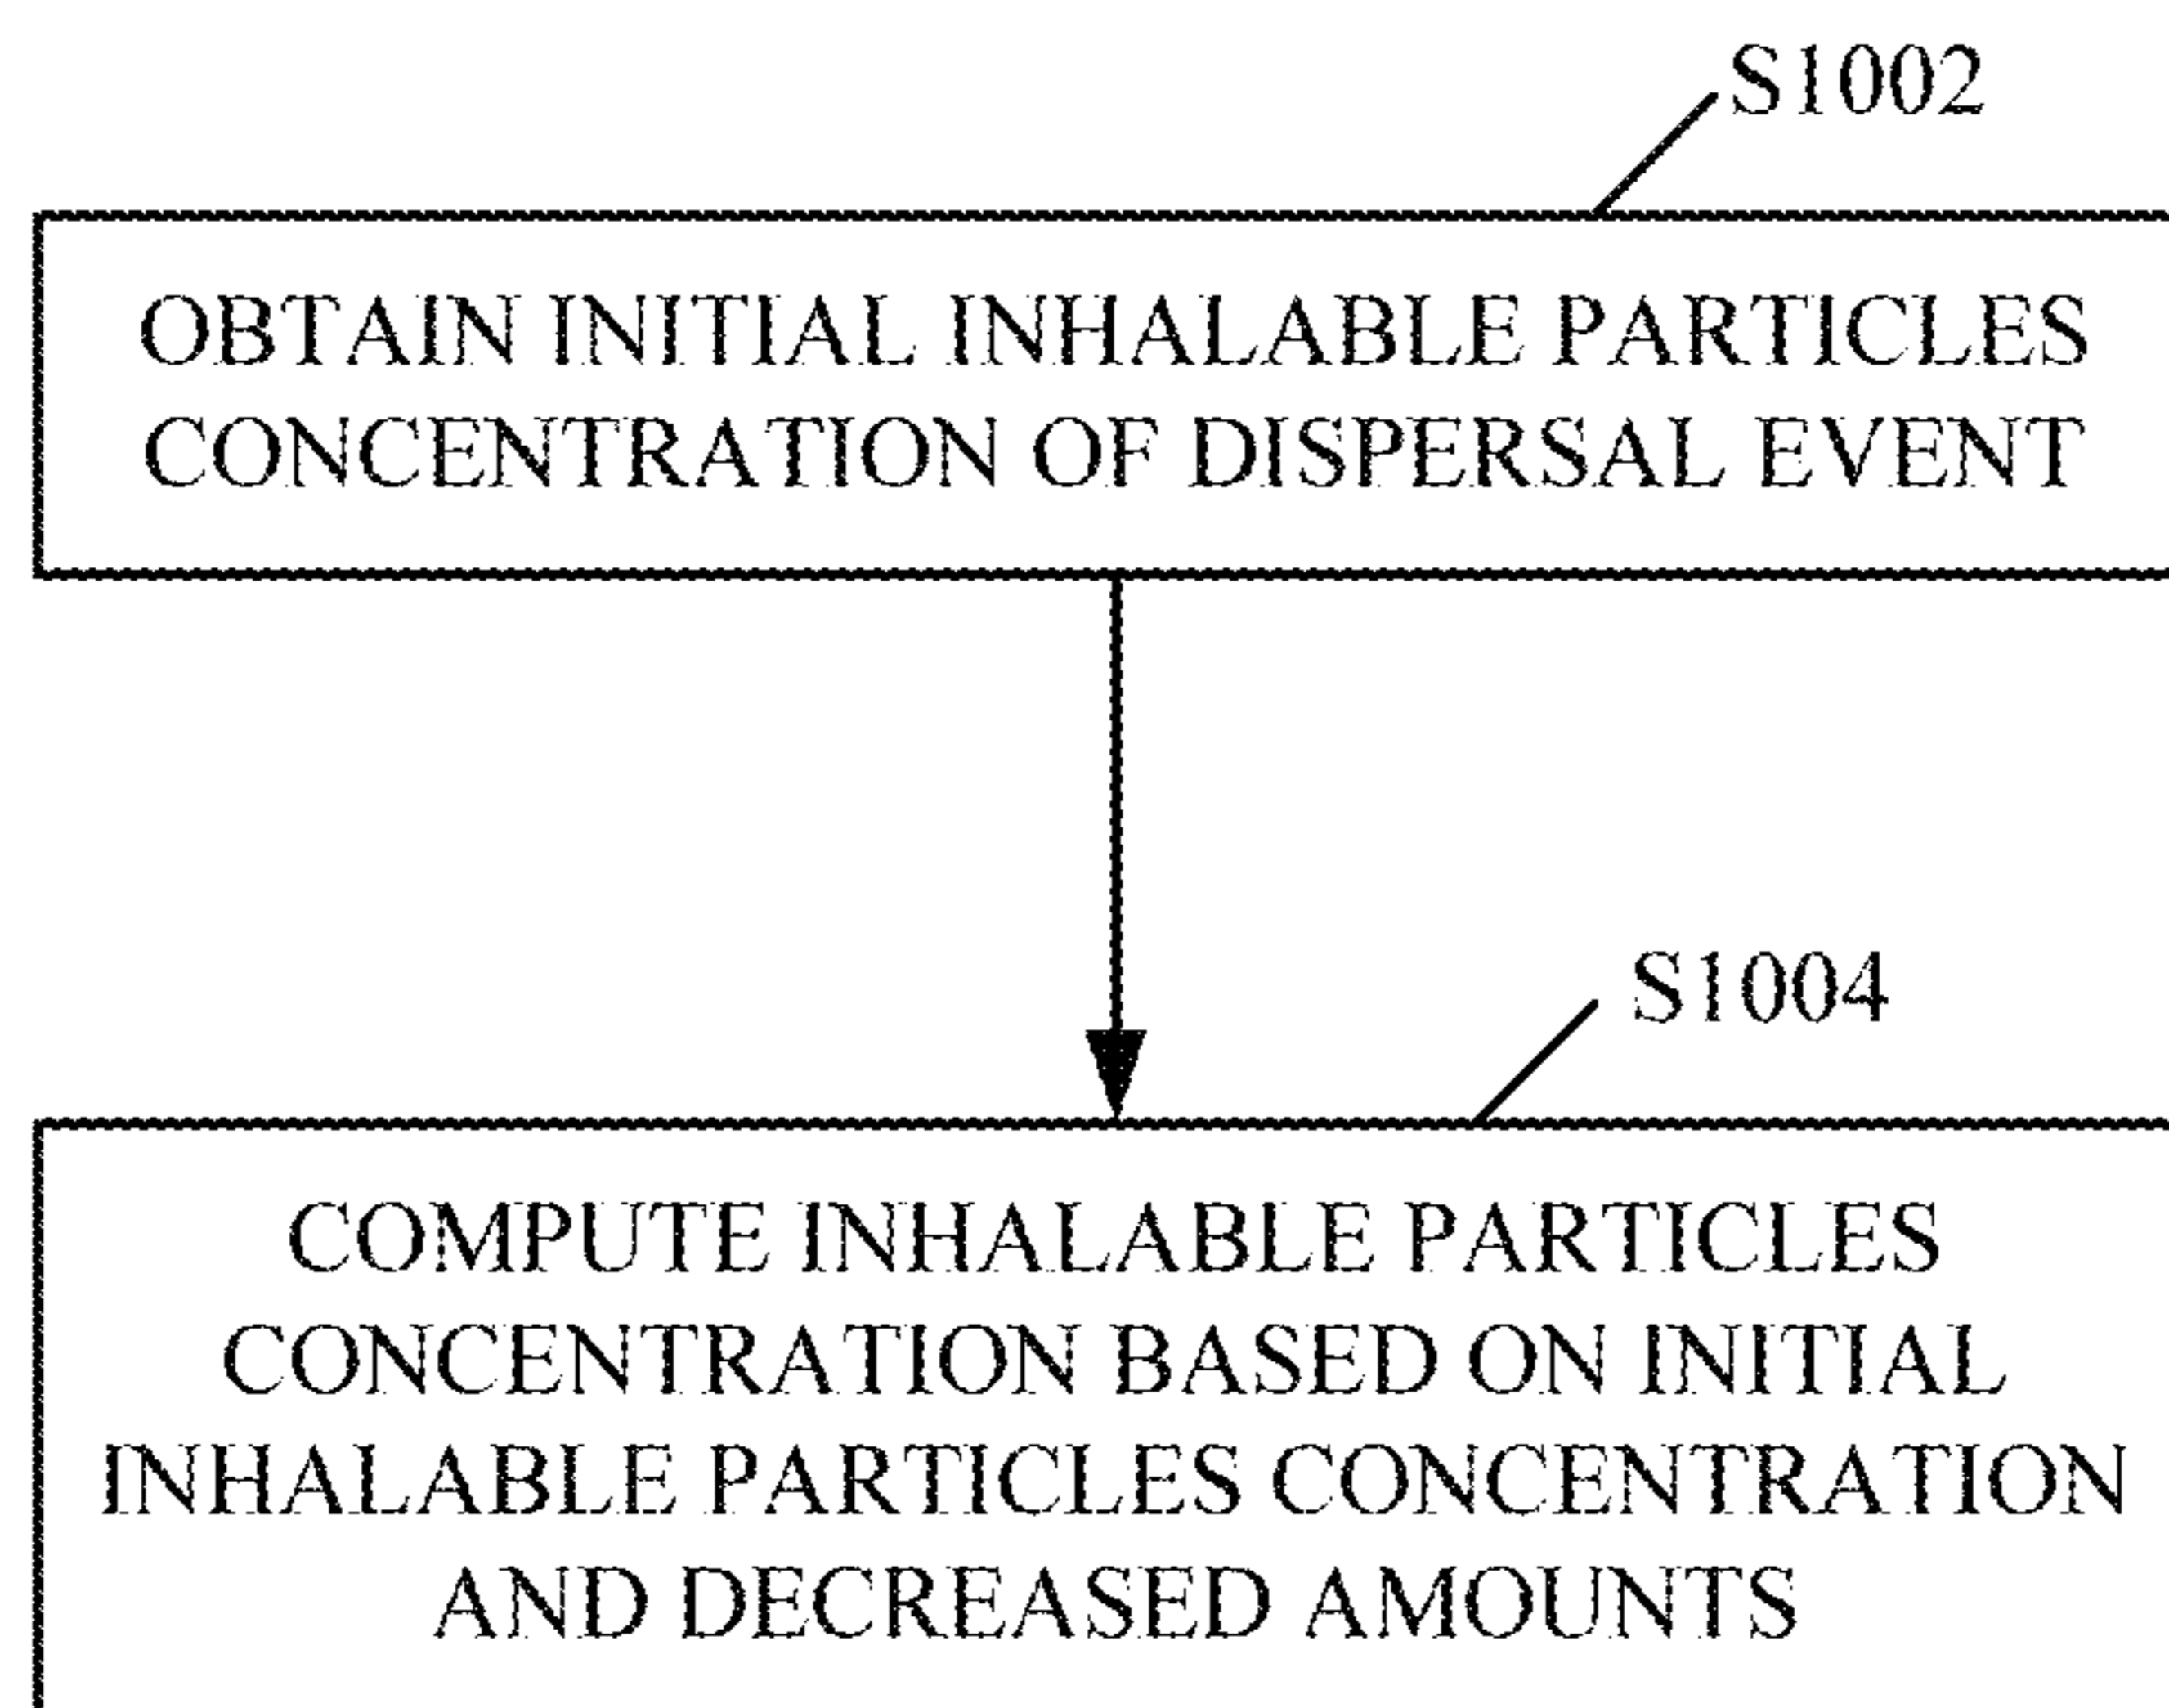 S1002
OBTAIN INITIAL INHALABLE PARTICLES
CONCENTRATION OF DISPERSAL EVENT
S1004
COMPUTE INHALABLE PARTICLES
CONCENTRATION BASED ON INITIAL
INHALABLE PARTICLES CONCENTRATION
AND DECREASED AMOUNTS